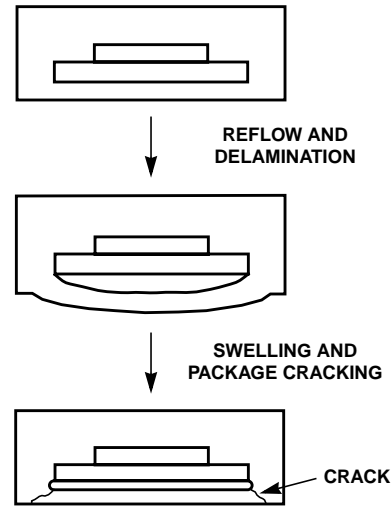 REFLOW AND
DELAMINATION
SWELLING AND
PACKAGE CRACKING
CRACK